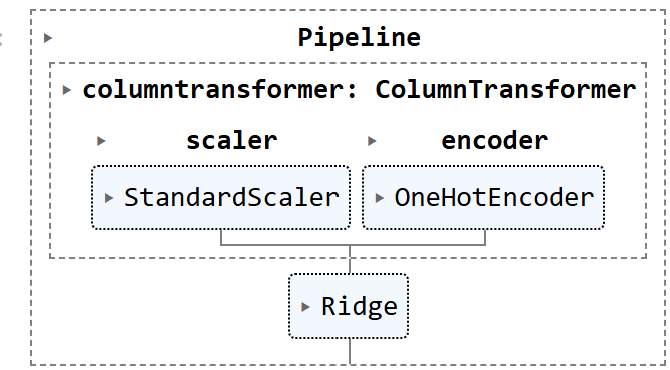 Pipeline
columntransformer: ColumnTransformer
scaler encoder
StandardScaler OneHotEncoder
Ridge